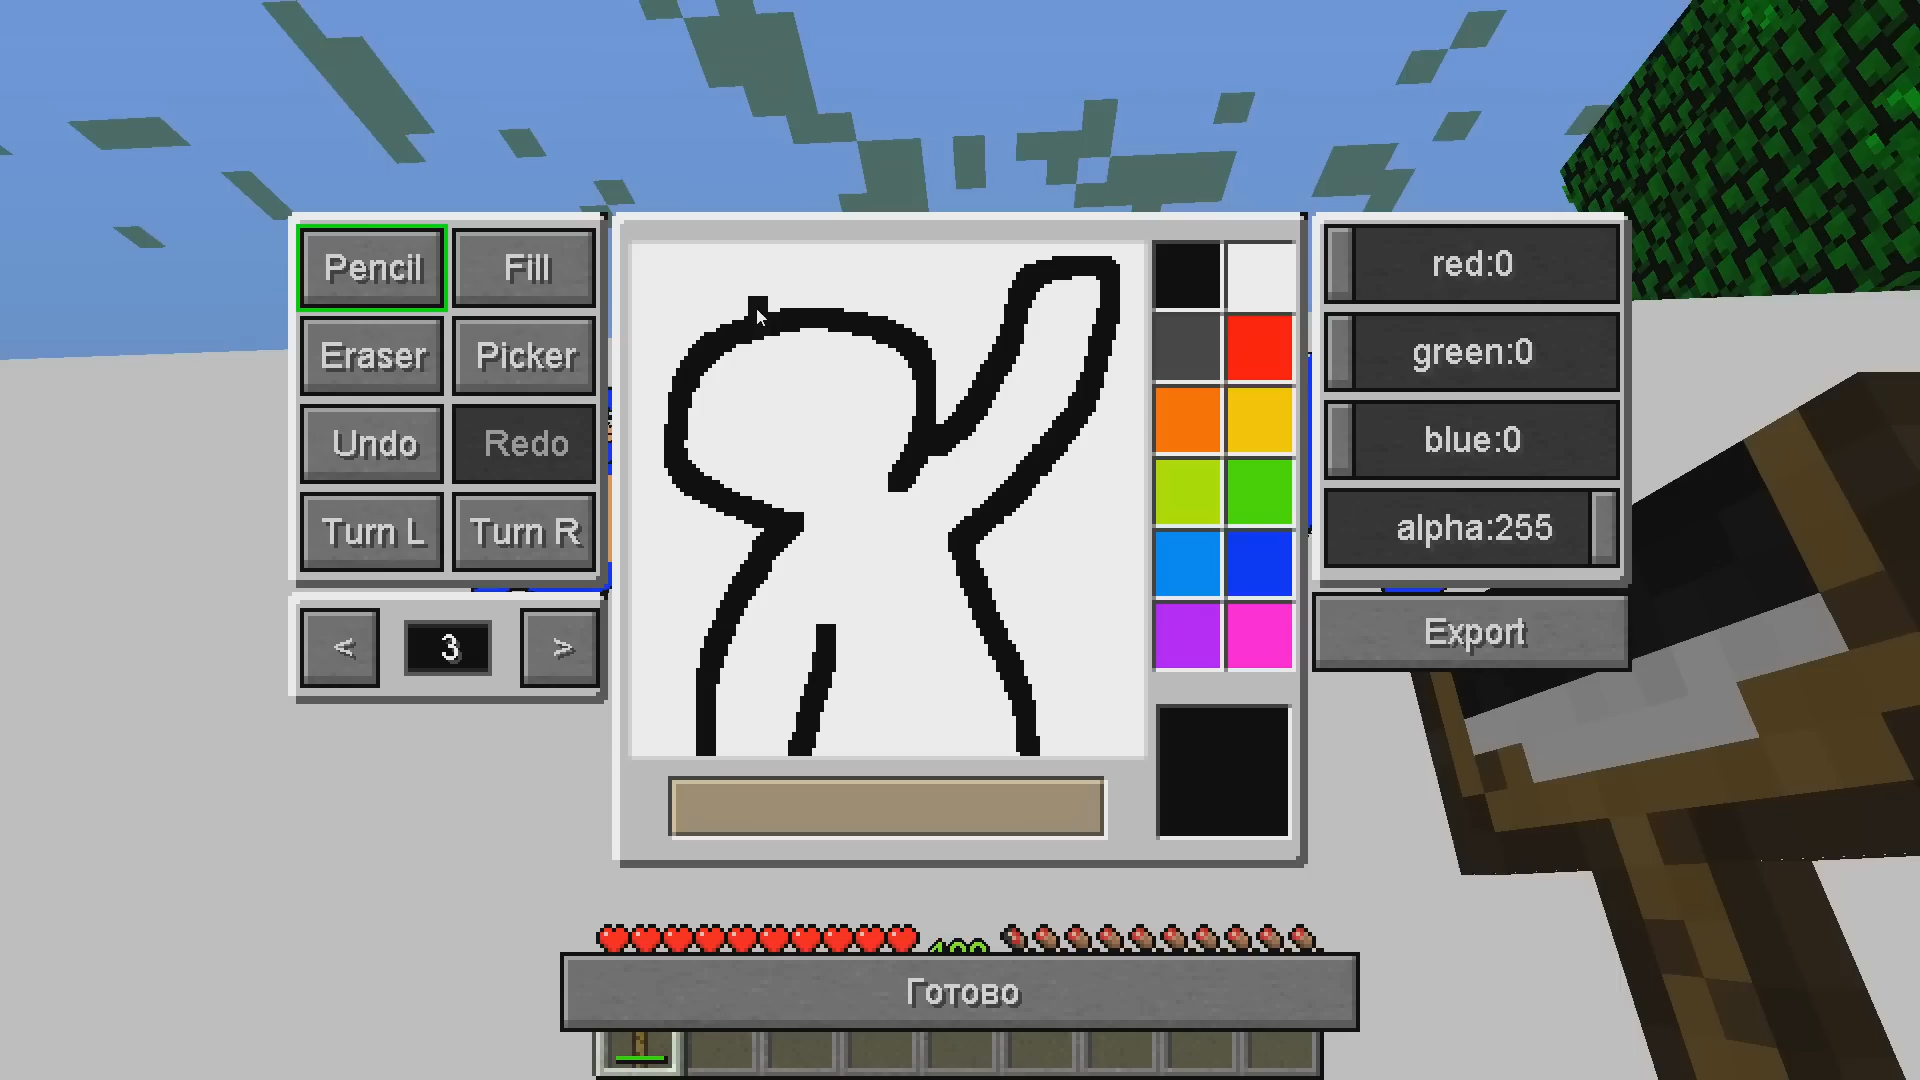 Pencil
Fill
Eraser
Picker
Undo
Redo
Turn L
Turn R
<
3
>
red:0
green:0
blue:0
alpha:255
Export
Готово